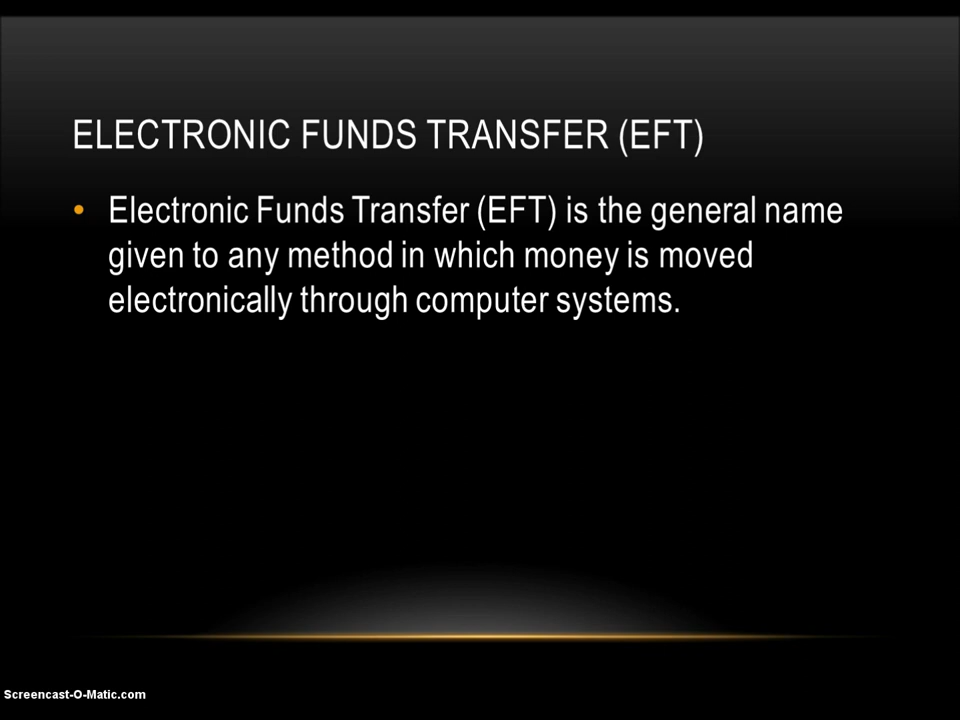 ELECTRONIC FUNDS TRANSFER (EFT)
• Electronic Funds Transfer (EFT) is the general name
given to any method in which money is moved
electronically through computer systems.
Screencast-O-Matic.com